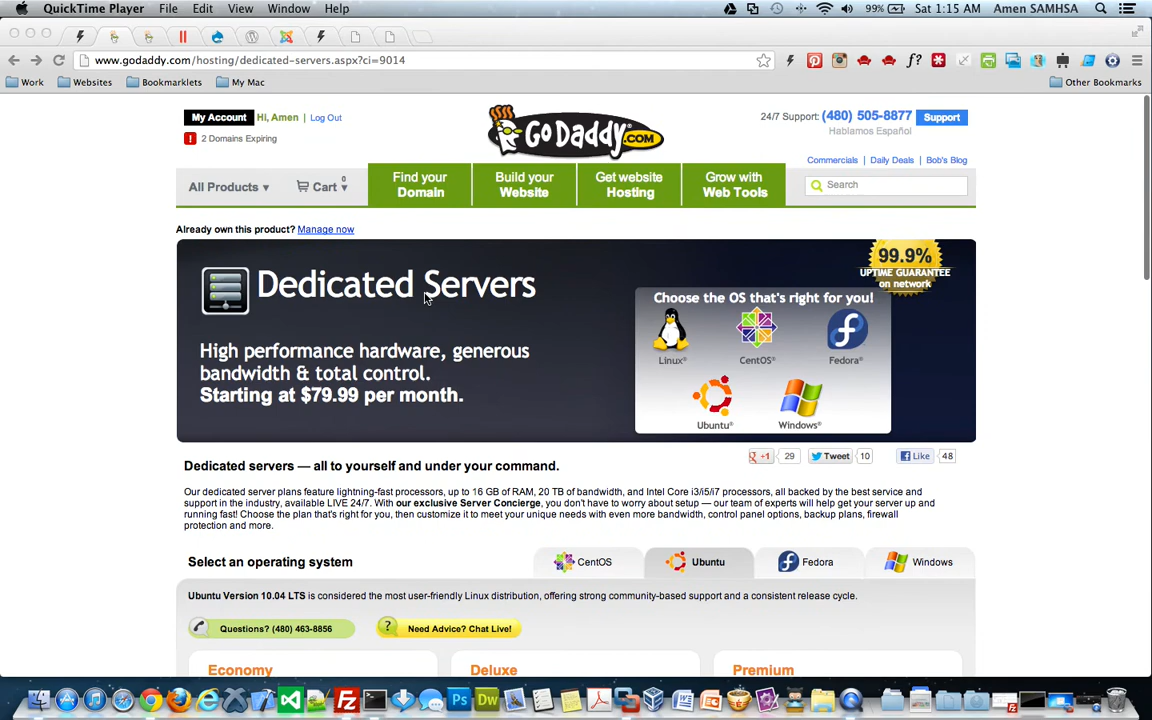 QuickTime Player File Edit View Window Help 99% Sat 1:15 AM Amen SAMHSA
www.godaddy.com/hosting/dedicated-servers.aspx?ci=9014
Work Websites Bookmarklets My Mac Other Bookmarks
My Account Hi, Amen | Log Out
2 Domains Expiring
GO DADDY .COM
24/7 Support: (480) 505-8877 Support
Hablamos Español
Commercials | Daily Deals | Bob's Blog
All Products ▾ Cart 0 ▾
Find your Domain
Build your Website
Get website Hosting
Grow with Web Tools
Search
Already own this product? Manage now
Dedicated Servers
High performance hardware, generous
bandwidth & total control.
Starting at $79.99 per month.
99.9%
UPTIME GUARANTEE
on network
Choose the OS that's right for you!
Linux® CentOS® Fedora®
Ubuntu® Windows®
Dedicated servers — all to yourself and under your command.
+1 29 Tweet 10 Like 48
Our dedicated server plans feature lightning-fast processors, up to 16 GB of RAM, 20 TB of bandwidth, and Intel Core i3/i5/i7 processors, all backed by the best service and
support in the industry, available LIVE 24/7. With our exclusive Server Concierge, you don't have to worry about setup — our team of experts will help get your server up and
running fast! Choose the plan that's right for you, then customize it to meet your unique needs with even more bandwidth, control panel options, backup plans, firewall
protection and more.
Select an operating system CentOS Ubuntu Fedora Windows
Ubuntu Version 10.04 LTS is considered the most user-friendly Linux distribution, offering strong community-based support and a consistent release cycle.
Questions? (480) 463-8856 Need Advice? Chat Live!
Economy Deluxe Premium